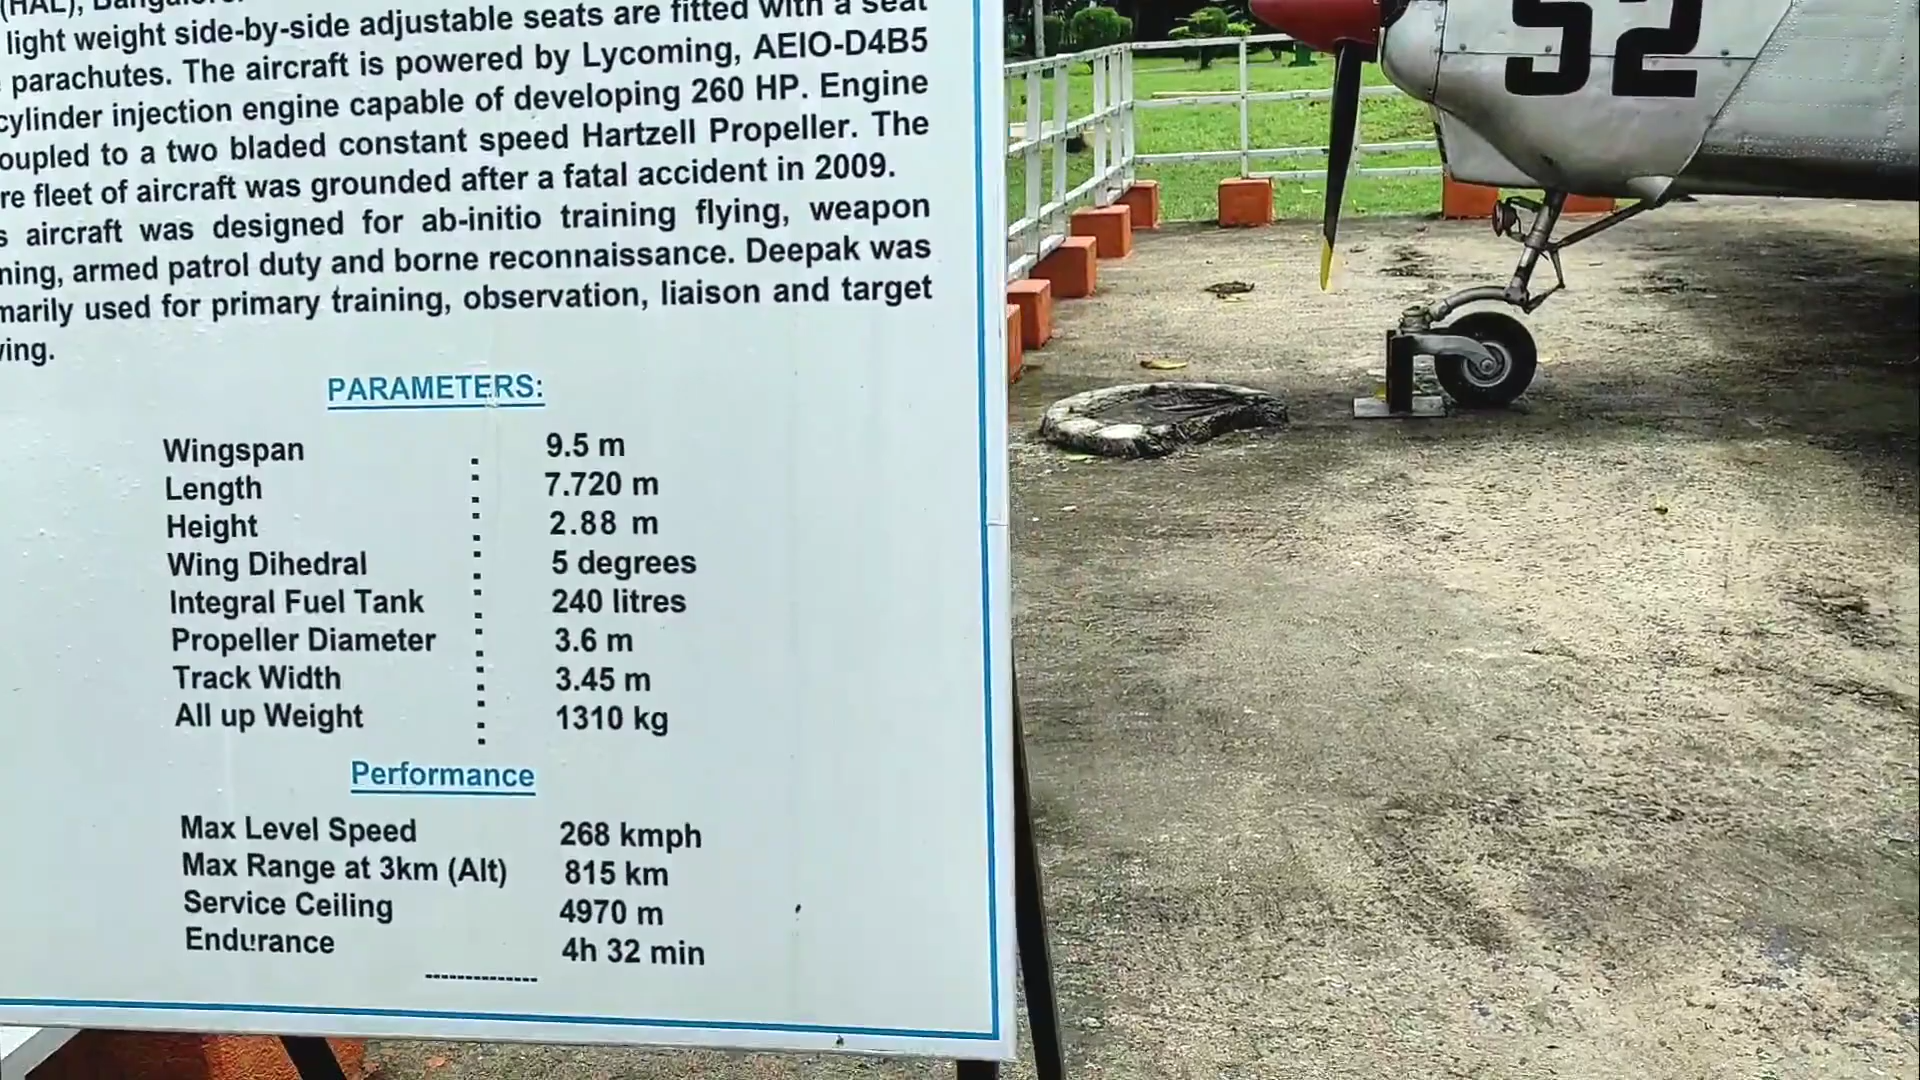 (HAL),
light weight side-by-side adjustable seats are fitted with a seat
parachutes. The aircraft is powered by Lycoming, AEIO-D4B5
cylinder injection engine capable of developing 260 HP. Engine
oupled to a two bladed constant speed Hartzell Propeller. The
re fleet of aircraft was grounded after a fatal accident in 2009.
s aircraft was designed for ab-initio training flying, weapon
ning, armed patrol duty and borne reconnaissance. Deepak was
marily used for primary training, observation, liaison and target
ing.
PARAMETERS:
Wingspan : 9.5 m
Length : 7.720 m
Height : 2.88 m
Wing Dihedral : 5 degrees
Integral Fuel Tank : 240 litres
Propeller Diameter : 3.6 m
Track Width : 3.45 m
All up Weight : 1310 kg
Performance
Max Level Speed 268 kmph
Max Range at 3km (Alt) 815 km
Service Ceiling 4970 m
Endurance 4h 32 min
--------------
52